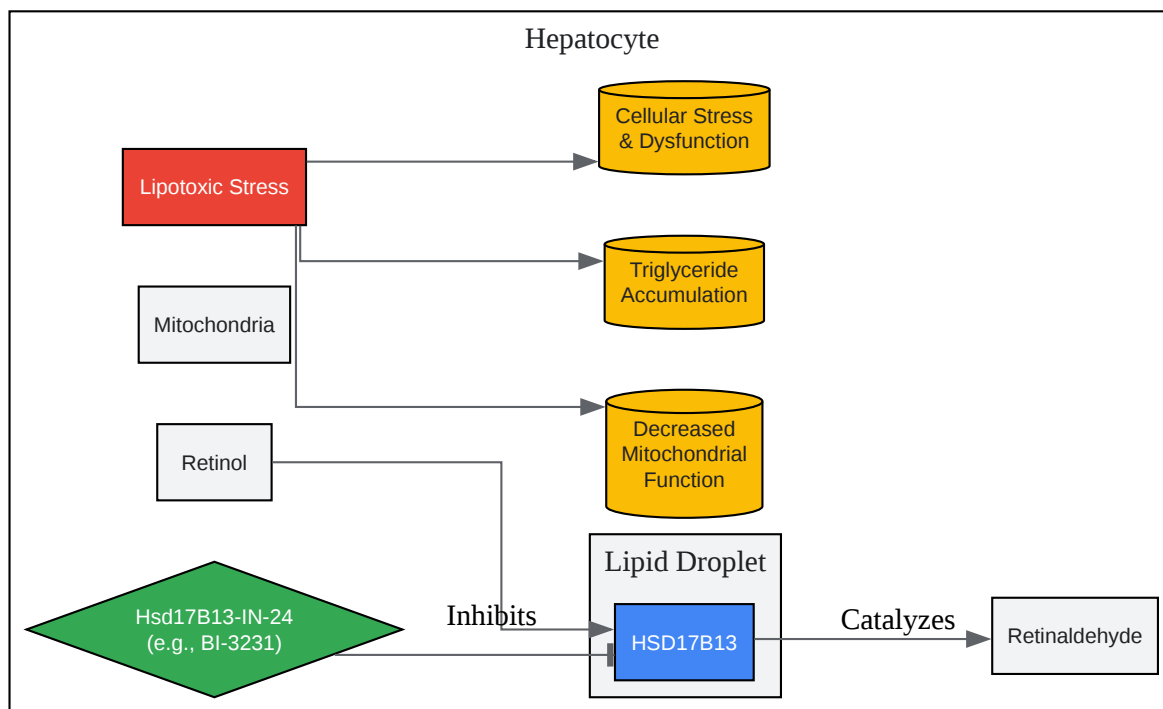 Hepatocyte
Cellular Stress
& Dysfunction
Lipotoxic Stress
Triglyceride
Accumulation
Mitochondria
Decreased
Mitochondrial
Function
Retinol
Lipid Droplet
Hsd17B13-IN-24
(e.g., BI-3231)
Inhibits
HSD17B13
Catalyzes
Retinaldehyde